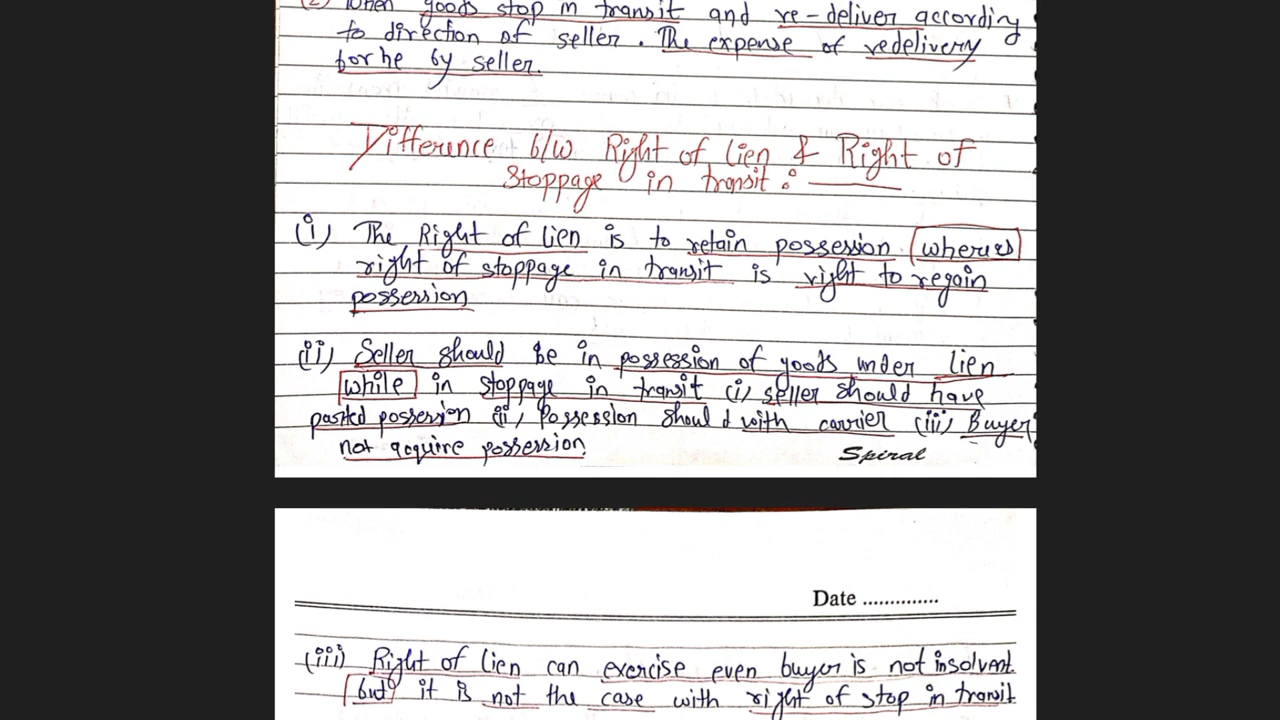 (2) When goods stop in transit and re-deliver according
to direction of seller. The expense of redelivery
borne by seller.
Difference b/w Right of lien & Right of
stoppage in transit :
(i) The Right of lien is to retain possession whereas
right of stoppage in transit is right to regain
possession
(ii) Seller should be in possession of goods under lien
while in stoppage in transit (i) seller should have
parted possession (ii) Possession should with carrier (iii) Buyer
not acquire possession.
Spiral
Date ..............
(iii) Right of lien can exercise even buyer is not insolvent
but it is not the case with right of stop in transit